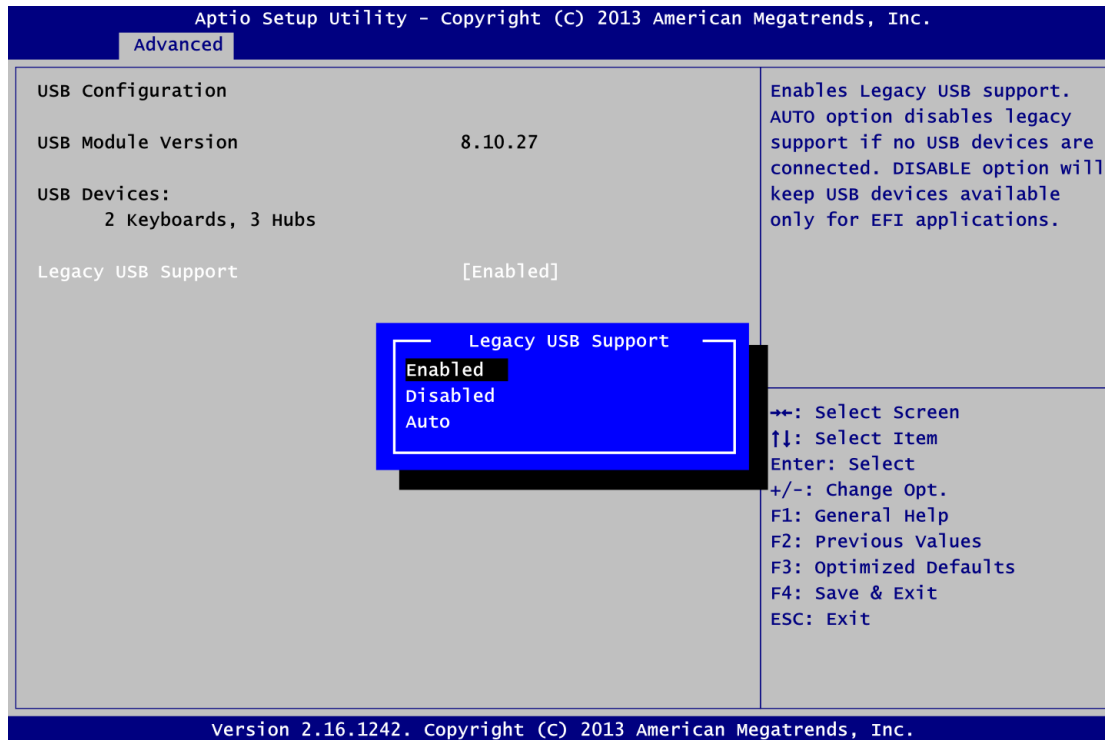 Aptio Setup Utility - Copyright (C) 2013 American Megatrends, Inc.
Advanced
USB Configuration
USB Module Version 8.10.27
USB Devices:
2 Keyboards, 3 Hubs
Legacy USB Support [Enabled]
Legacy USB Support
Enabled
Disabled
Auto
Enables Legacy USB support.
AUTO option disables legacy
support if no USB devices are
connected. DISABLE option will
keep USB devices available
only for EFI applications.
→←: Select Screen
↑↓: Select Item
Enter: Select
+/-: Change Opt.
F1: General Help
F2: Previous Values
F3: Optimized Defaults
F4: Save & Exit
ESC: Exit
Version 2.16.1242. Copyright (C) 2013 American Megatrends, Inc.